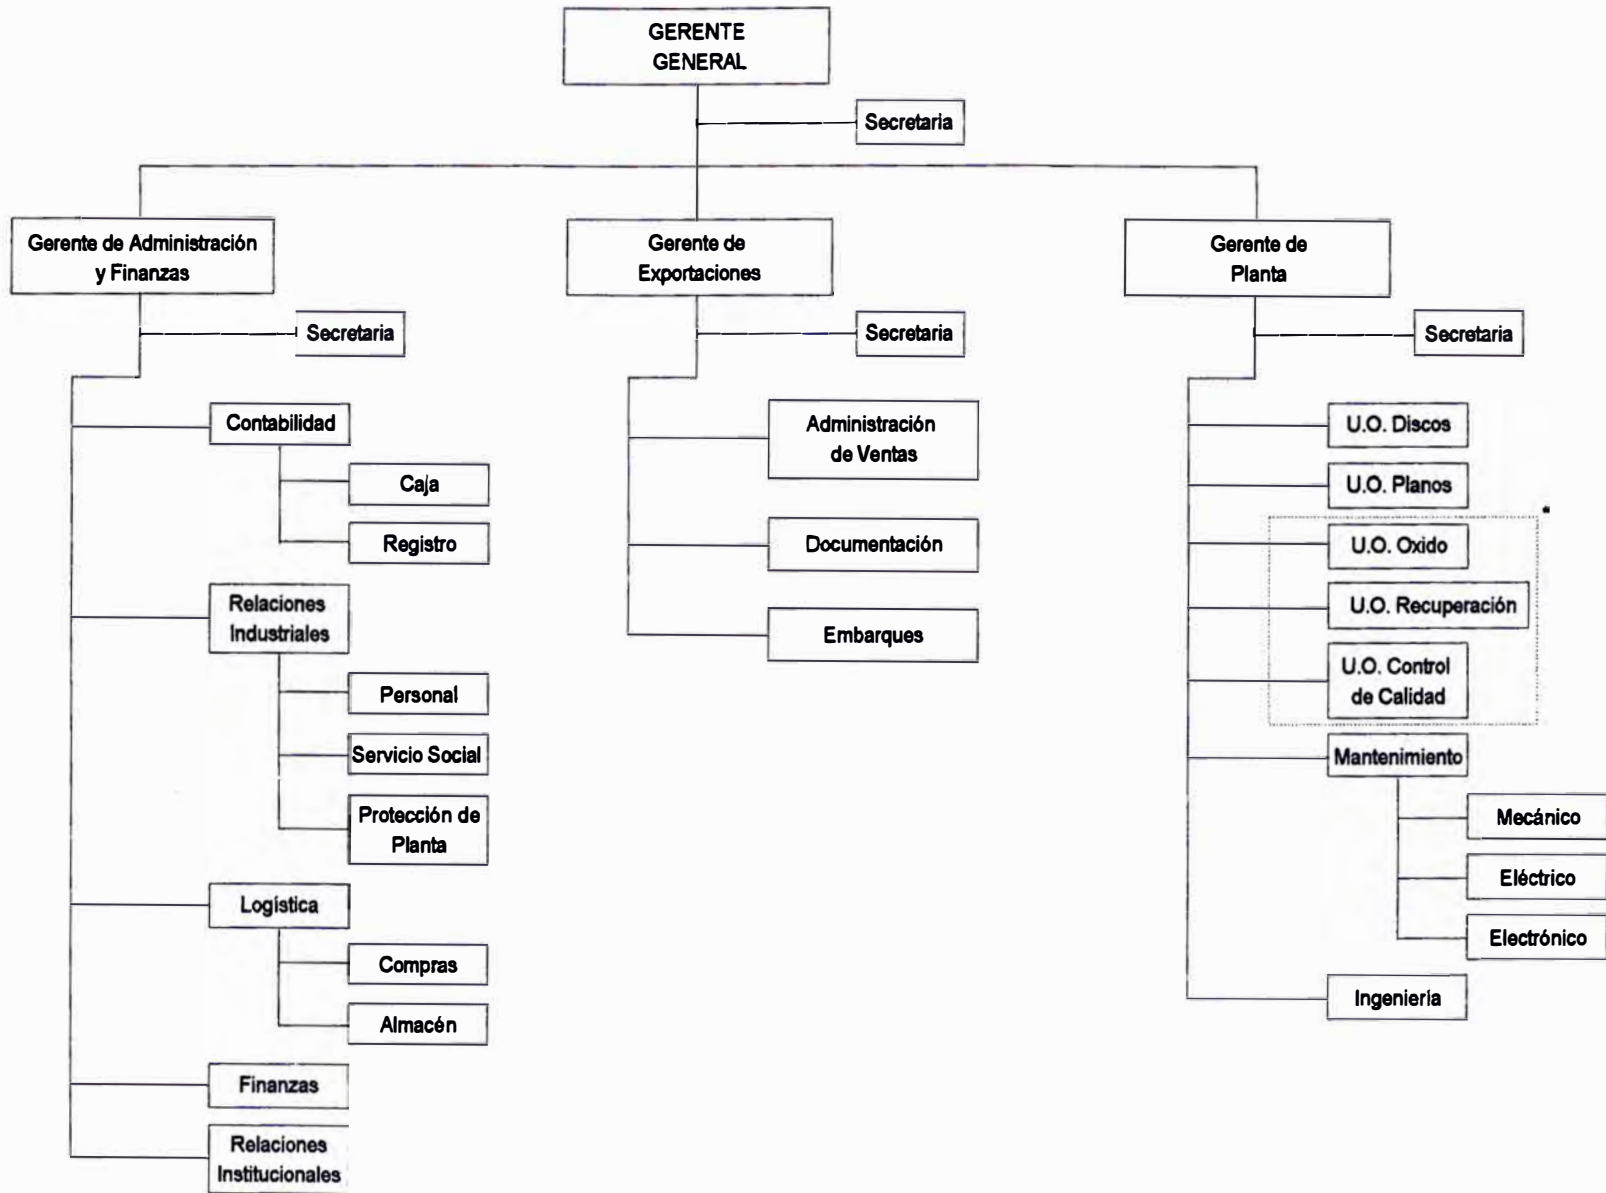 GERENTE
GENERAL
Secretaria
Gerente de Administración
y Finanzas
Secretaria
Contabilidad
Caja
Registro
Relaciones
Industriales
Personal
Servicio Social
Protección de
Planta
Logística
Compras
Almacén
Finanzas
Relaciones
Institucionales
Gerente de
Exportaciones
Secretaria
Administración
de Ventas
Documentación
Embarques
Gerente de
Planta
Secretaria
U.O. Discos
U.O. Planos
*
U.O. Oxido
U.O. Recuperación
U.O. Control
de Calidad
Mantenimiento
Mecánico
Eléctrico
Electrónico
Ingeniería